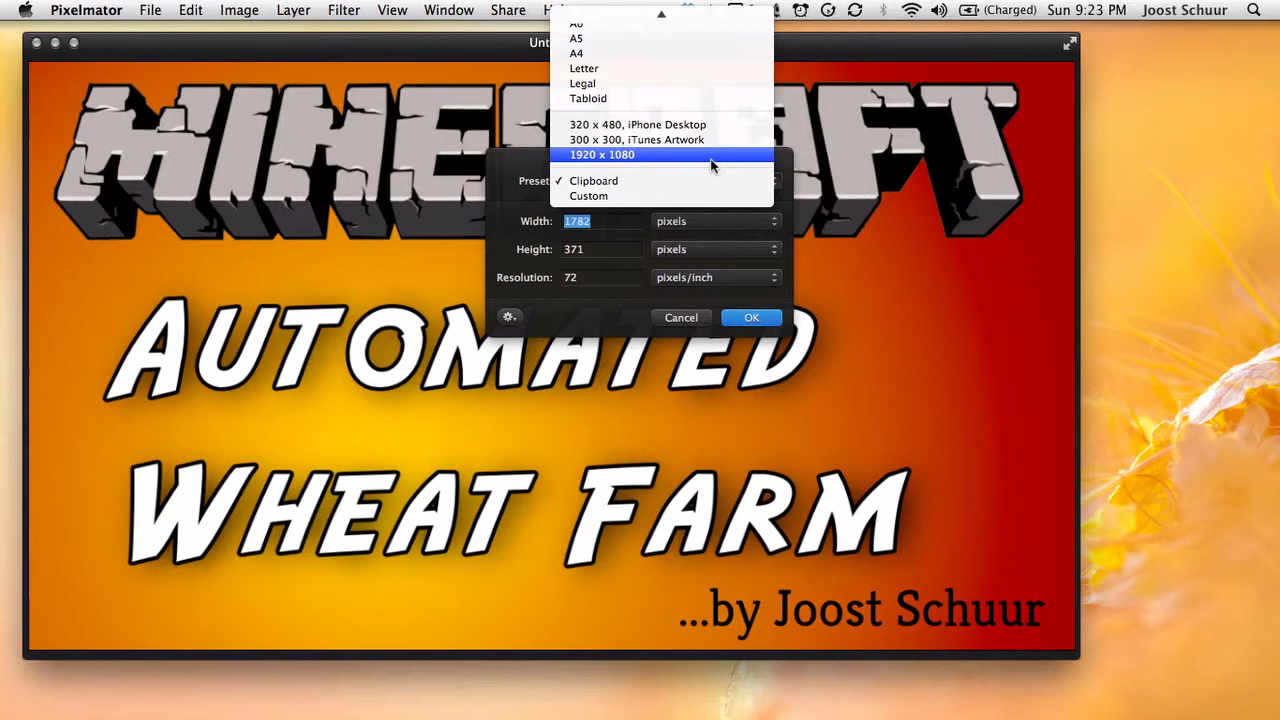 Pixelmator File Edit Image Layer Filter View Window Share (Charged) Sun 9:23 PM Joost Schuur
A5
A4
Letter
Legal
Tabloid
320 x 480, iPhone Desktop
300 x 300, iTunes Artwork
1920 x 1080
Preset ✓ Clipboard
Custom
Width: 1782 pixels
Height: 371 pixels
Resolution: 72 pixels/inch
Cancel OK
MINECRAFT
AUTOMATED
WHEAT FARM
...by Joost Schuur